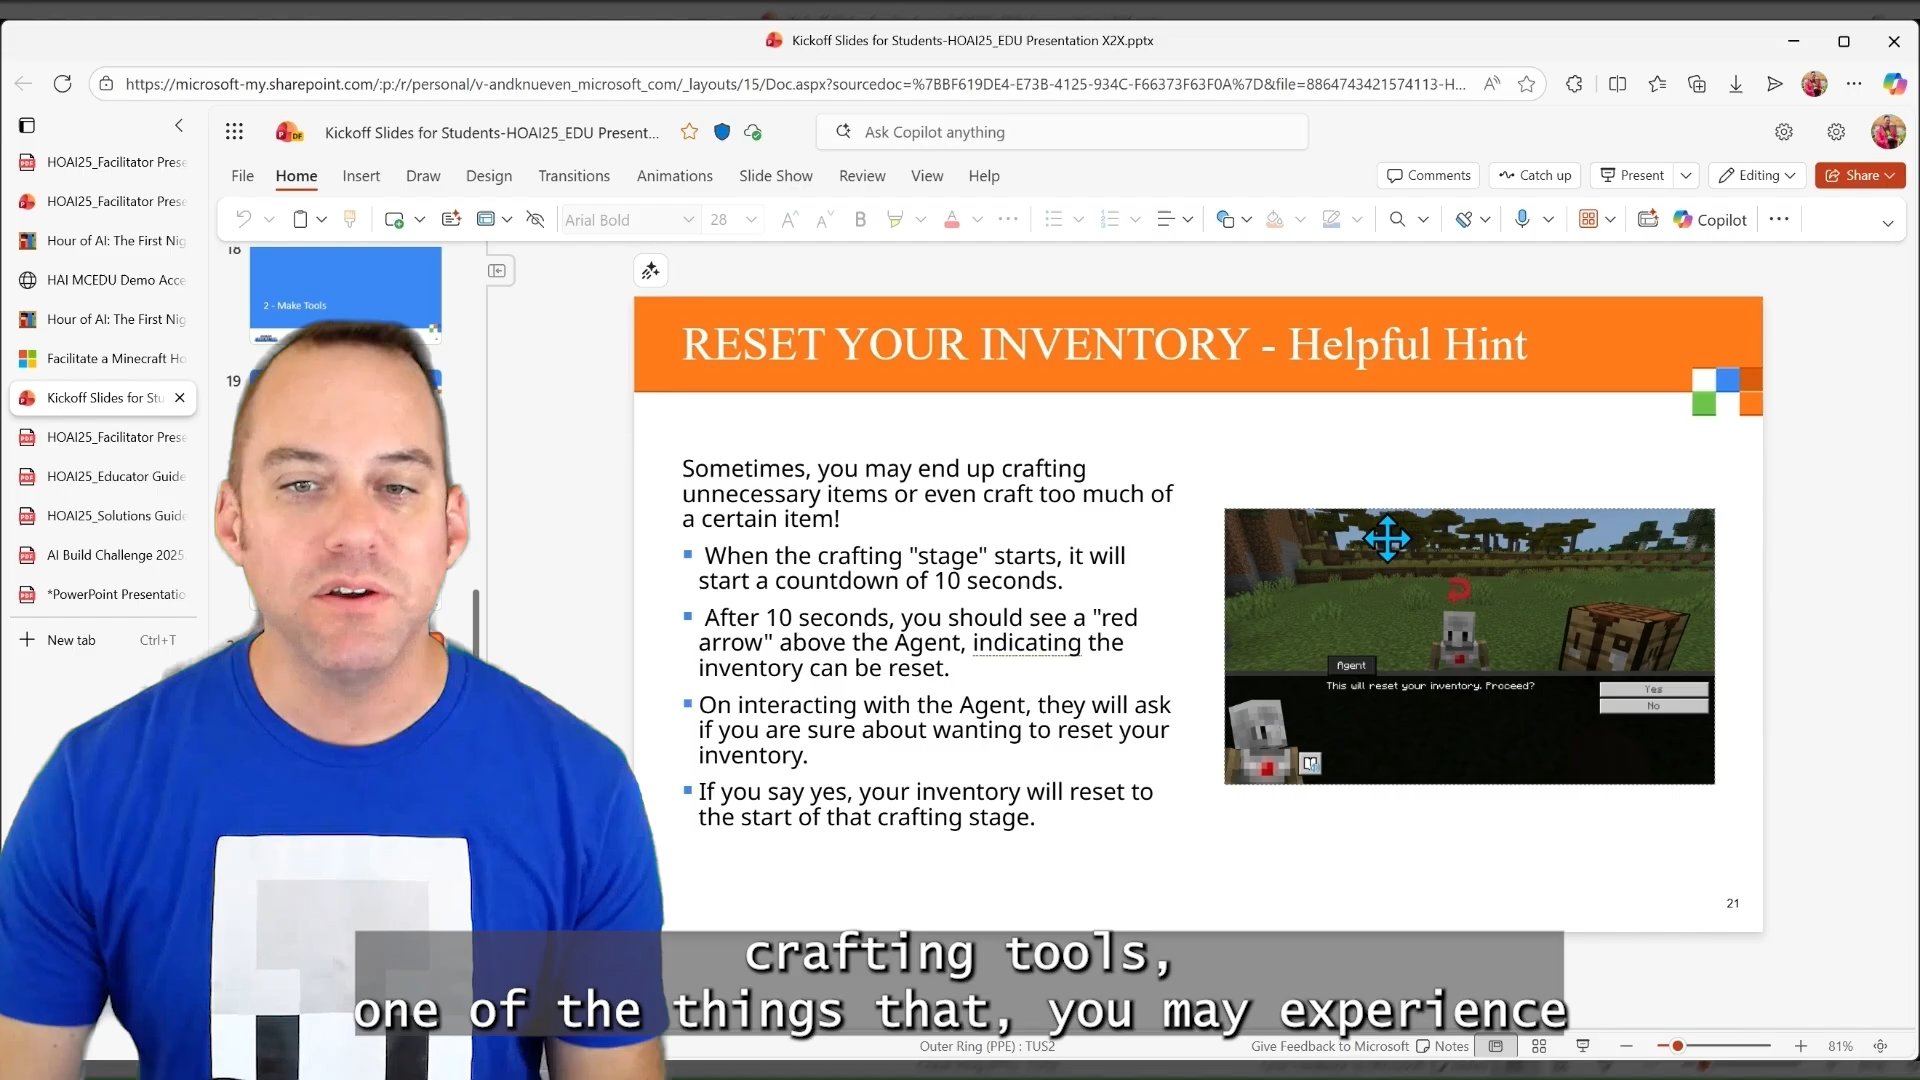 Kickoff Slides for Students-HOAI25_EDU Presentation X2X.pptx
https://microsoft-my.sharepoint.com/:p:/r/personal/v-andknueven_microsoft_com/_layouts/15/Doc.aspx?sourcedoc=%7BBF619DE4-E73B-4125-934C-F66373F63F0A%7D&file=8864743421574113-H...
Kickoff Slides for Students-HOAI25_EDU Present...
Ask Copilot anything
HOAI25_Facilitator Prese
HOAI25_Facilitator Prese
Hour of AI: The First Nig
HAI MCEDU Demo Acce
Hour of AI: The First Nig
Facilitate a Minecraft Ho
Kickoff Slides for Stu
HOAI25_Facilitator Prese
HOAI25_Educator Guide
HOAI25_Solutions Guide
AI Build Challenge 2025
*PowerPoint Presentatio
New tab Ctrl+T
File Home Insert Draw Design Transitions Animations Slide Show Review View Help
Comments Catch up Present Editing Share
Arial Bold 28
Copilot
18
2 - Make Tools
19
RESET YOUR INVENTORY - Helpful Hint
Sometimes, you may end up crafting
unnecessary items or even craft too much of
a certain item!
When the crafting "stage" starts, it will
start a countdown of 10 seconds.
After 10 seconds, you should see a "red
arrow" above the Agent, indicating the
inventory can be reset.
On interacting with the Agent, they will ask
if you are sure about wanting to reset your
inventory.
If you say yes, your inventory will reset to
the start of that crafting stage.
Agent
This will reset your inventory. Proceed?
Yes
No
21
crafting tools,
one of the things that, you may experience
Outer Ring (PPE) : TUS2
Give Feedback to Microsoft Notes 81%